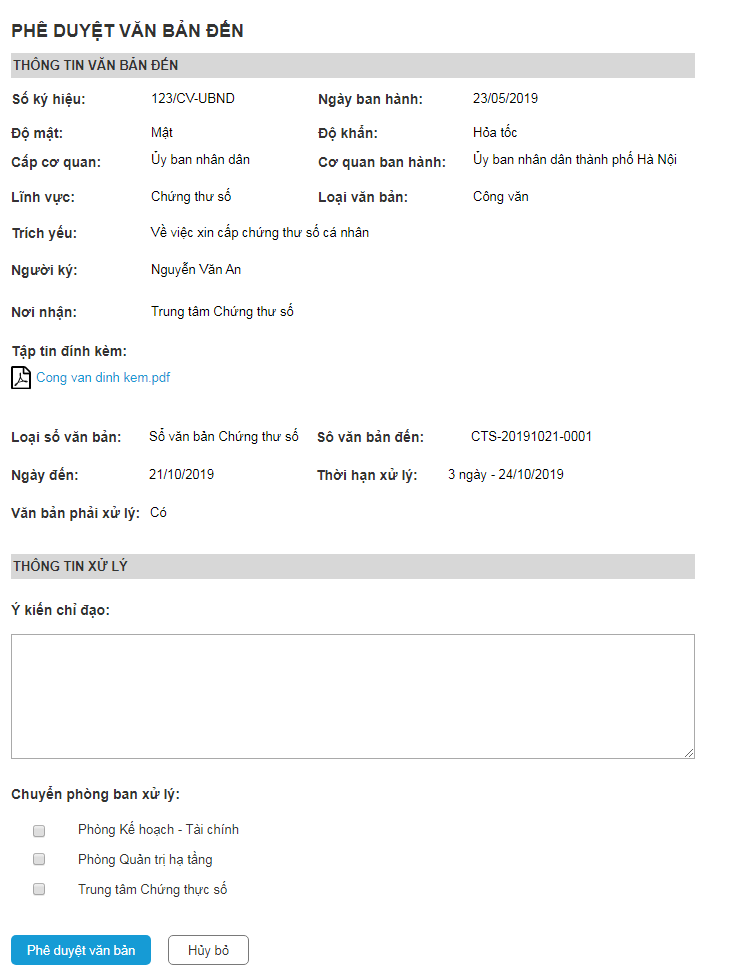 PHÊ DUYỆT VĂN BẢN ĐẾN
THÔNG TIN VĂN BẢN ĐẾN
Số ký hiệu: 123/CV-UBND Ngày ban hành: 23/05/2019
Độ mật: Mật Độ khẩn: Hỏa tốc
Cấp cơ quan: Ủy ban nhân dân Cơ quan ban hành: Ủy ban nhân dân thành phố Hà Nội
Lĩnh vực: Chứng thư số Loại văn bản: Công văn
Trích yếu: Về việc xin cấp chứng thư số cá nhân
Người ký: Nguyễn Văn An
Nơi nhận: Trung tâm Chứng thư số
Tập tin đính kèm:
Cong van dinh kem.pdf
Loại sổ văn bản: Sổ văn bản Chứng thư số Số văn bản đến: CTS-20191021-0001
Ngày đến: 21/10/2019 Thời hạn xử lý: 3 ngày - 24/10/2019
Văn bản phải xử lý: Có
THÔNG TIN XỬ LÝ
Ý kiến chỉ đạo:
Chuyển phòng ban xử lý:
Phòng Kế hoạch - Tài chính
Phòng Quản trị hạ tầng
Trung tâm Chứng thực số
Phê duyệt văn bản Hủy bỏ